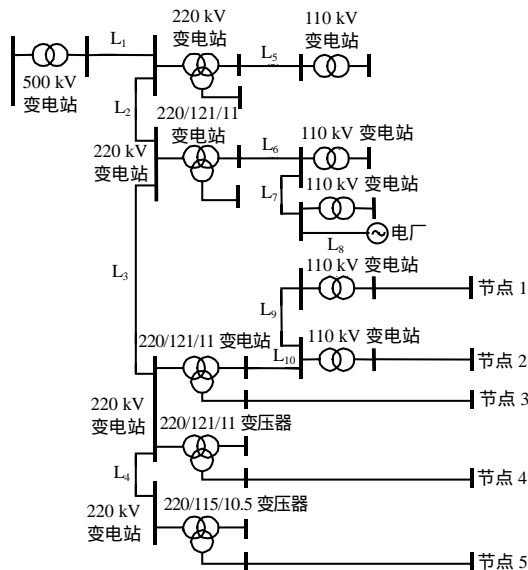 220 kV
变电站
110 kV
变电站
L₁
L₅
500 kV
变电站
L₂
220/121/11
变电站
110 kV 变电站
L₆
220 kV
变电站
L₇
110 kV 变电站
电厂
L₈
L₃
110 kV
变电站
节点 1
L₉
220/121/11 变电站
110 kV
变电站
L₁₀
节点 2
节点 3
220 kV
变电站
220/121/11 变压器
节点 4
L₄
220 kV
变电站
220/115/10.5 变压器
节点 5